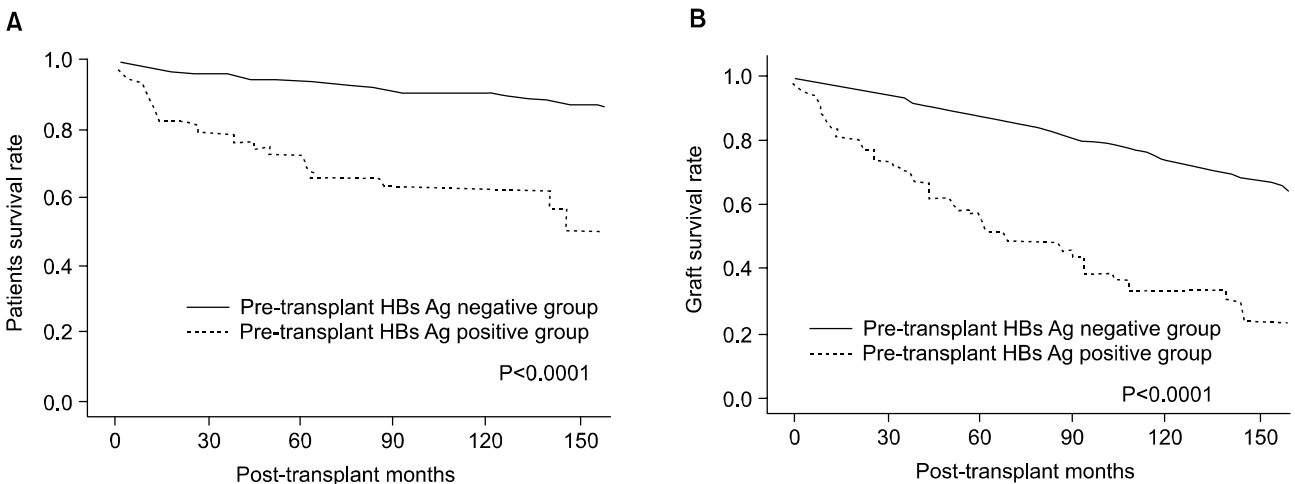 A
Patients survival rate
1.0
0.8
0.6
0.4
0.2
0.0
Pre-transplant HBs Ag negative group
Pre-transplant HBs Ag positive group
P<0.0001
0 30 60 90 120 150
Post-transplant months
B
Graft survival rate
1.0
0.8
0.6
0.4
0.2
0.0
Pre-transplant HBs Ag negative group
Pre-transplant HBs Ag positive group
P<0.0001
0 30 60 90 120 150
Post-transplant months